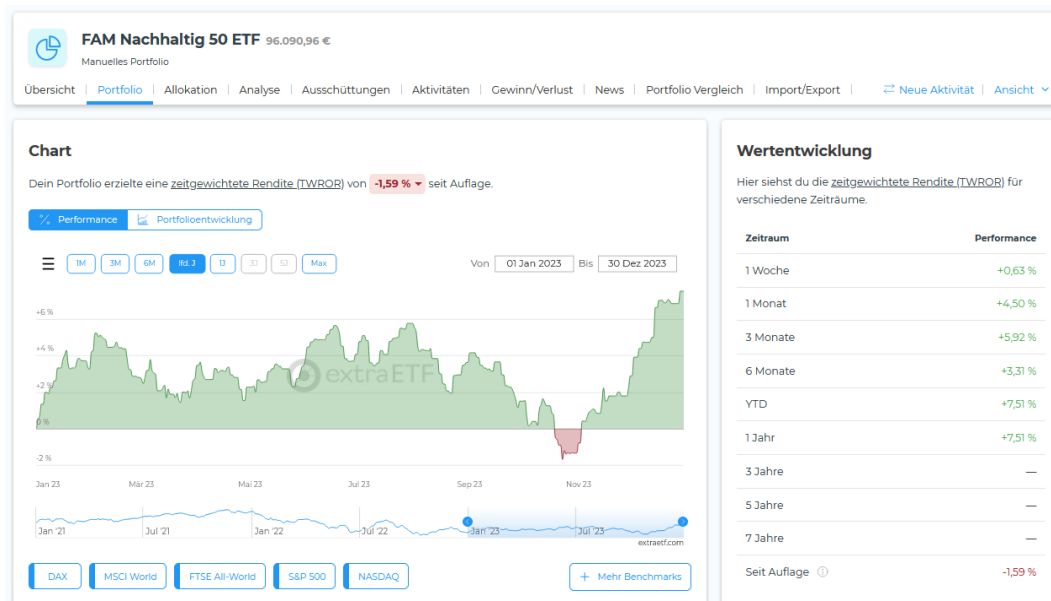 FAM Nachhaltig 50 ETF 96.090,96 €
Manuelles Portfolio
Übersicht Portfolio Allokation Analyse Ausschüttungen Aktivitäten Gewinn/Verlust News Portfolio Vergleich Import/Export Neue Aktivität Ansicht
Chart
Dein Portfolio erzielte eine zeitgewichtete Rendite (TWROR) von -1,59 % seit Auflage.
Performance Portfolioentwicklung
1M 3M 6M lfd. J 1J 3J 5J Max Von 01 Jan 2023 Bis 30 Dez 2023
+6 %
+4 %
+2 %
0 %
-2 %
extraETF
Jan 23 Mär 23 Mai 23 Jul 23 Sep 23 Nov 23
Jan '21 Jul '21 Jan '22 Jul '22 Jan '23 Jul '23
extraetf.com
DAX MSCI World FTSE All-World S&P 500 NASDAQ + Mehr Benchmarks
Wertentwicklung
Hier siehst du die zeitgewichtete Rendite (TWROR) für
verschiedene Zeiträume.
Zeitraum Performance
1 Woche +0,63 %
1 Monat +4,50 %
3 Monate +5,92 %
6 Monate +3,31 %
YTD +7,51 %
1 Jahr +7,51 %
3 Jahre —
5 Jahre —
7 Jahre —
Seit Auflage -1,59 %